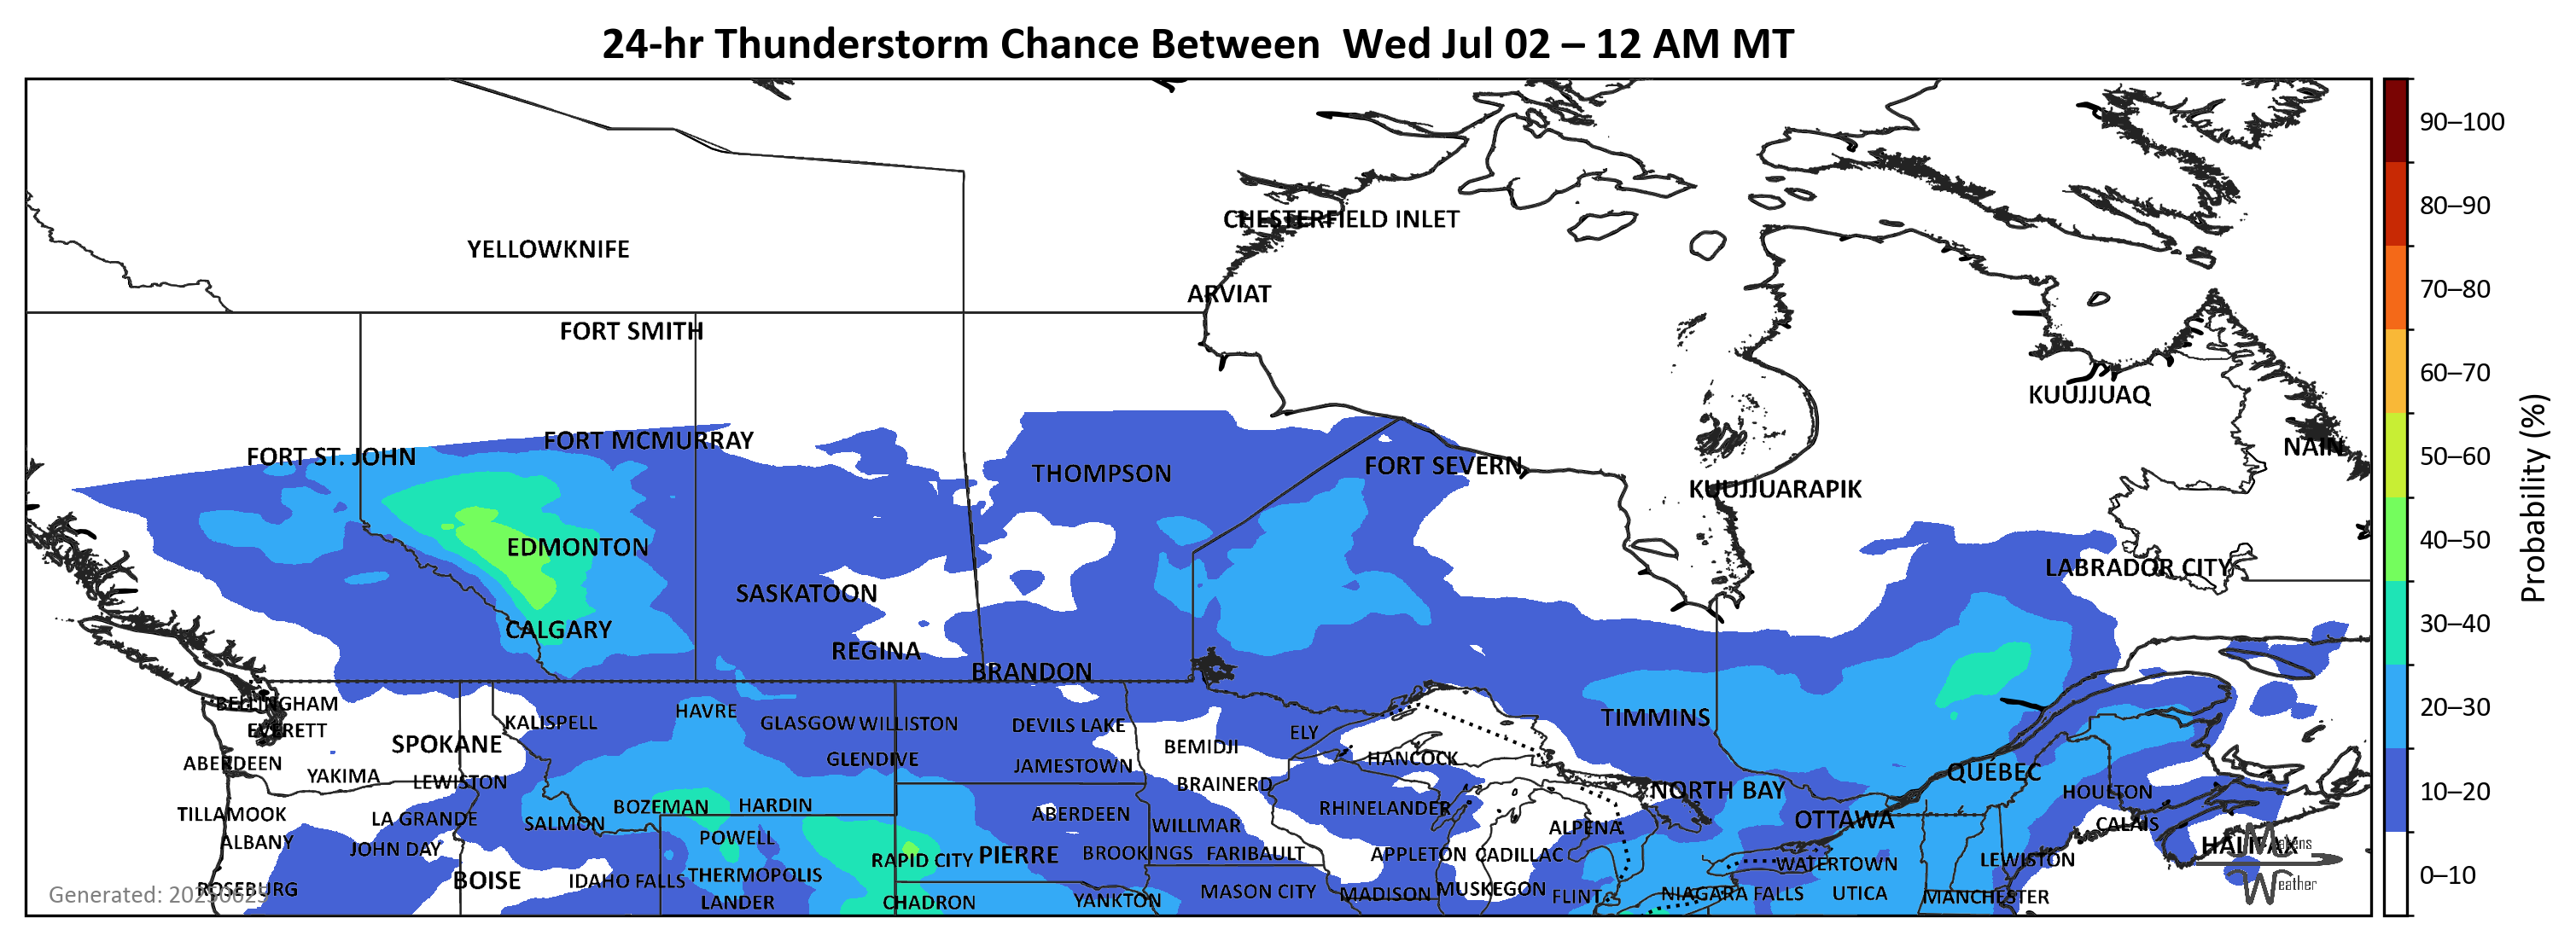 24-hr Thunderstorm Chance Between  Wed Jul 02 – 12 AM MT
90–100
80–90
CHESTERFIELD INLET
YELLOWKNIFE
70–80
ARVIAT
FORT SMITH
60–70
KUUJJUAQ
50–60
FORT MCMURRAY
NAIN
FORT ST. JOHN
FORT SEVERN
THOMPSON
KUUJJUARAPIK
Probability (%)
40–50
EDMONTON
LABRADOR CITY
SASKATOON
30–40
CALGARY
REGINA
BRANDON
BELLINGHAM
20–30
HAVRE
TIMMINS
KALISPELL
GLASGOW
WILLISTON
DEVILS LAKE
EVERETT
ELY
SPOKANE
BEMIDJI
GLENDIVE
HANCOCK
ABERDEEN
JAMESTOWN
QUÉBEC
YAKIMA
LEWISTON
BRAINERD
NORTH BAY
HOULTON
10–20
BOZEMAN
HARDIN
RHINELANDER
TILLAMOOK
ABERDEEN
LA GRANDE
OTTAWA
SALMON
WILLMAR
CALAIS
ALPENA
POWELL
ALBANY
HALIFAX
Makens
JOHN DAY
BROOKINGS
FARIBAULT
APPLETON
CADILLAC
PIERRE
RAPID CITY
LEWISTON
WATERTOWN
THERMOPOLIS
0–10
BOISE
IDAHO FALLS
Weather
ROSEBURG
MASON CITY
MADISON
MUSKEGON
Generated: 20250625
NIAGARA FALLS
UTICA
FLINT
MANCHESTER
YANKTON
LANDER
CHADRON